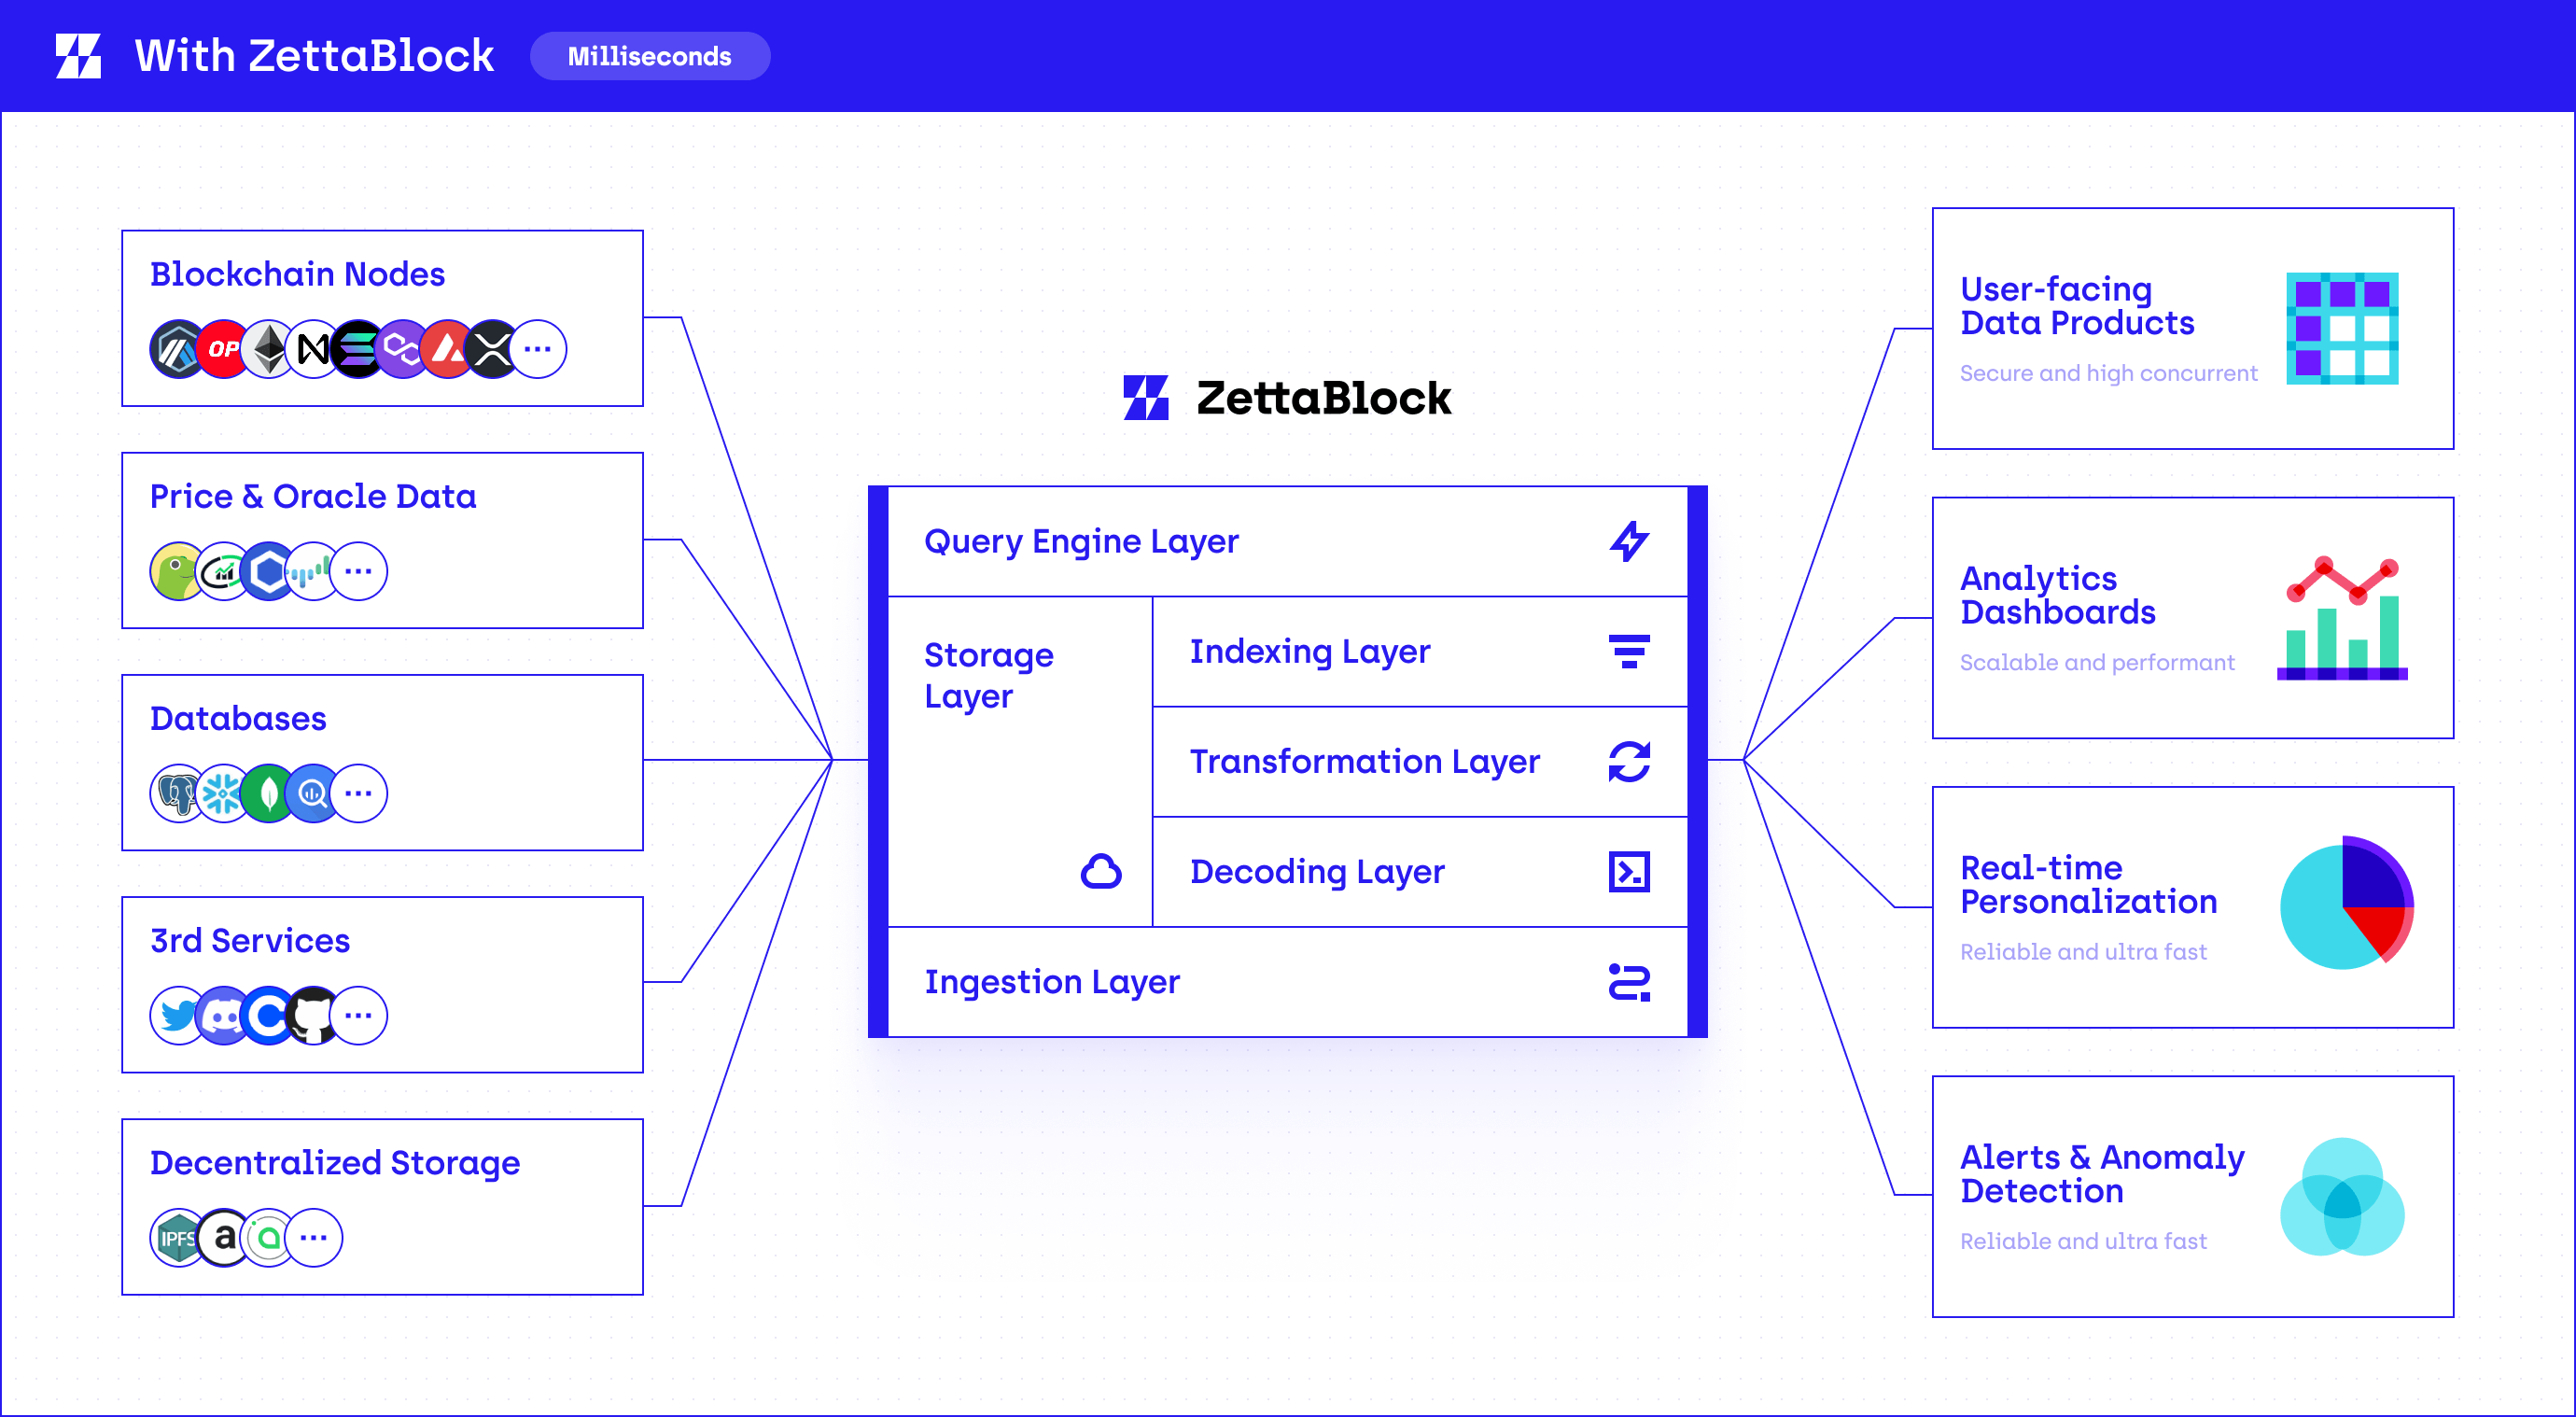 With ZettaBlock
Milliseconds
Blockchain Nodes
OP
Price & Oracle Data
Databases
3rd Services
Decentralized Storage
IPFS
a
ZettaBlock
Query Engine Layer
Storage
Layer
Indexing Layer
Transformation Layer
Decoding Layer
Ingestion Layer
User-facing
Data Products
Secure and high concurrent
Analytics
Dashboards
Scalable and performant
Real-time
Personalization
Reliable and ultra fast
Alerts & Anomaly
Detection
Reliable and ultra fast